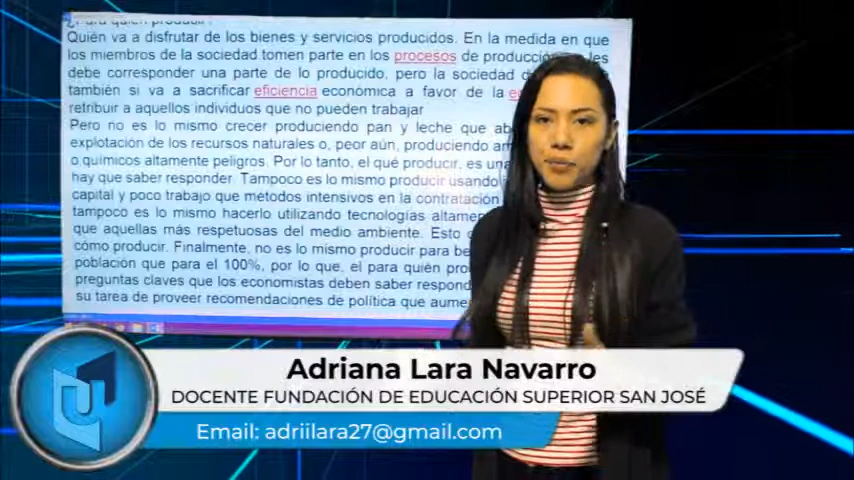 ¿Para quién producir?
Quién va a disfrutar de los bienes y servicios producidos. En la medida en que
los miembros de la sociedad tomen parte en los procesos de producción les
debe corresponder una parte de lo producido, pero la sociedad
también si va a sacrificar eficiencia económica a favor de la
retribuir a aquellos individuos que no pueden trabajar
Pero no es lo mismo crecer produciendo pan y leche que
explotación de los recursos naturales o, peor aún, produciendo
o químicos altamente peligros. Por lo tanto, el qué producir, es una
hay que saber responder. Tampoco es lo mismo producir usando
capital y poco trabajo que métodos intensivos en la contratación
tampoco es lo mismo hacerlo utilizando tecnologías
que aquellas más respetuosas del medio ambiente. Esto
cómo producir. Finalmente, no es lo mismo producir para
población que para el 100%, por lo que, el para quién
preguntas claves que los economistas deben saber
su tarea de proveer recomendaciones de política que
Adriana Lara Navarro
DOCENTE FUNDACIÓN DE EDUCACIÓN SUPERIOR SAN JOSÉ
Email: adriilara27@gmail.com